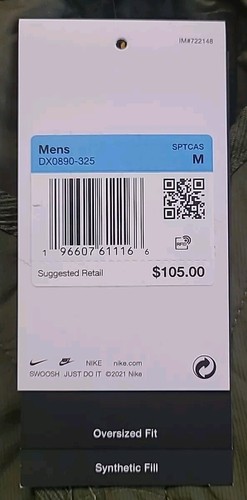 IM#722148
Mens SPTCAS
DX0890-325 M
1 96607 61116 6
Suggested Retail $105.00
NIKE nike.com
SWOOSH JUST DO IT ©2021 Nike
Oversized Fit
Synthetic Fill